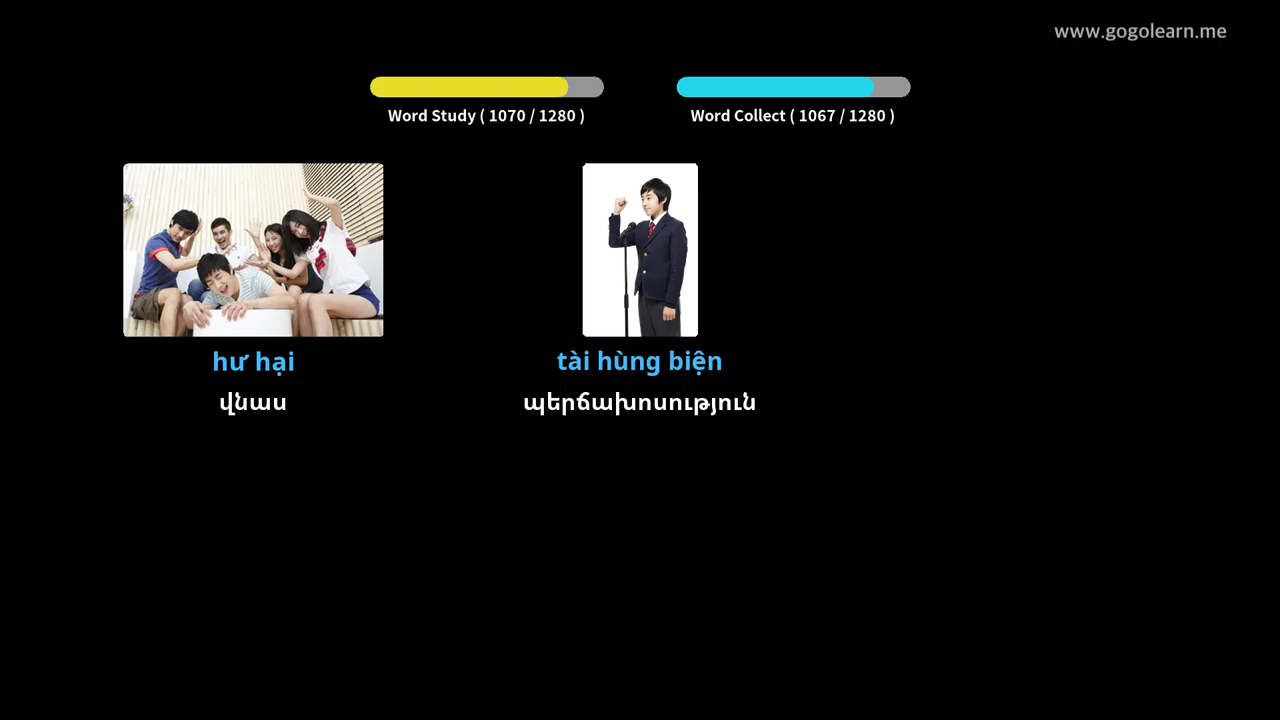 www.gogolearn.me
Word Study ( 1070 / 1280 )
Word Collect ( 1067 / 1280 )
hư hại
վնաս
tài hùng biện
պերճախոսություն